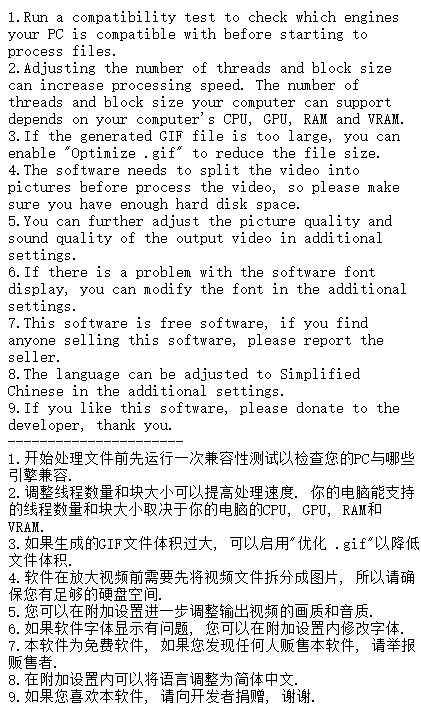 1.Run a compatibility test to check which engines
your PC is compatible with before starting to
process files.
2.Adjusting the number of threads and block size
can increase processing speed. The number of
threads and block size your computer can support
depends on your computer's CPU, GPU, RAM and VRAM.
3.If the generated GIF file is too large, you can
enable "Optimize .gif" to reduce the file size.
4.The software needs to split the video into
pictures before process the video, so please make
sure you have enough hard disk space.
5.You can further adjust the picture quality and
sound quality of the output video in additional
settings.
6.If there is a problem with the software font
display, you can modify the font in the additional
settings.
7.This software is free software, if you find
anyone selling this software, please report the
seller.
8.The language can be adjusted to Simplified
Chinese in the additional settings.
9.If you like this software, please donate to the
developer, thank you.
----------------------
1.开始处理文件前先运行一次兼容性测试以检查您的PC与哪些
引擎兼容.
2.调整线程数量和块大小可以提高处理速度. 你的电脑能支持
的线程数量和块大小取决于你的电脑的CPU, GPU, RAM和
VRAM.
3.如果生成的GIF文件体积过大, 可以启用"优化 .gif"以降低
文件体积.
4.软件在放大视频前需要先将视频文件拆分成图片, 所以请确
保您有足够的硬盘空间.
5.您可以在附加设置进一步调整输出视频的画质和音质.
6.如果软件字体显示有问题, 您可以在附加设置内修改字体.
7.本软件为免费软件, 如果您发现任何人贩售本软件, 请举报
贩售者.
8.在附加设置内可以将语言调整为简体中文.
9.如果您喜欢本软件, 请向开发者捐赠, 谢谢.